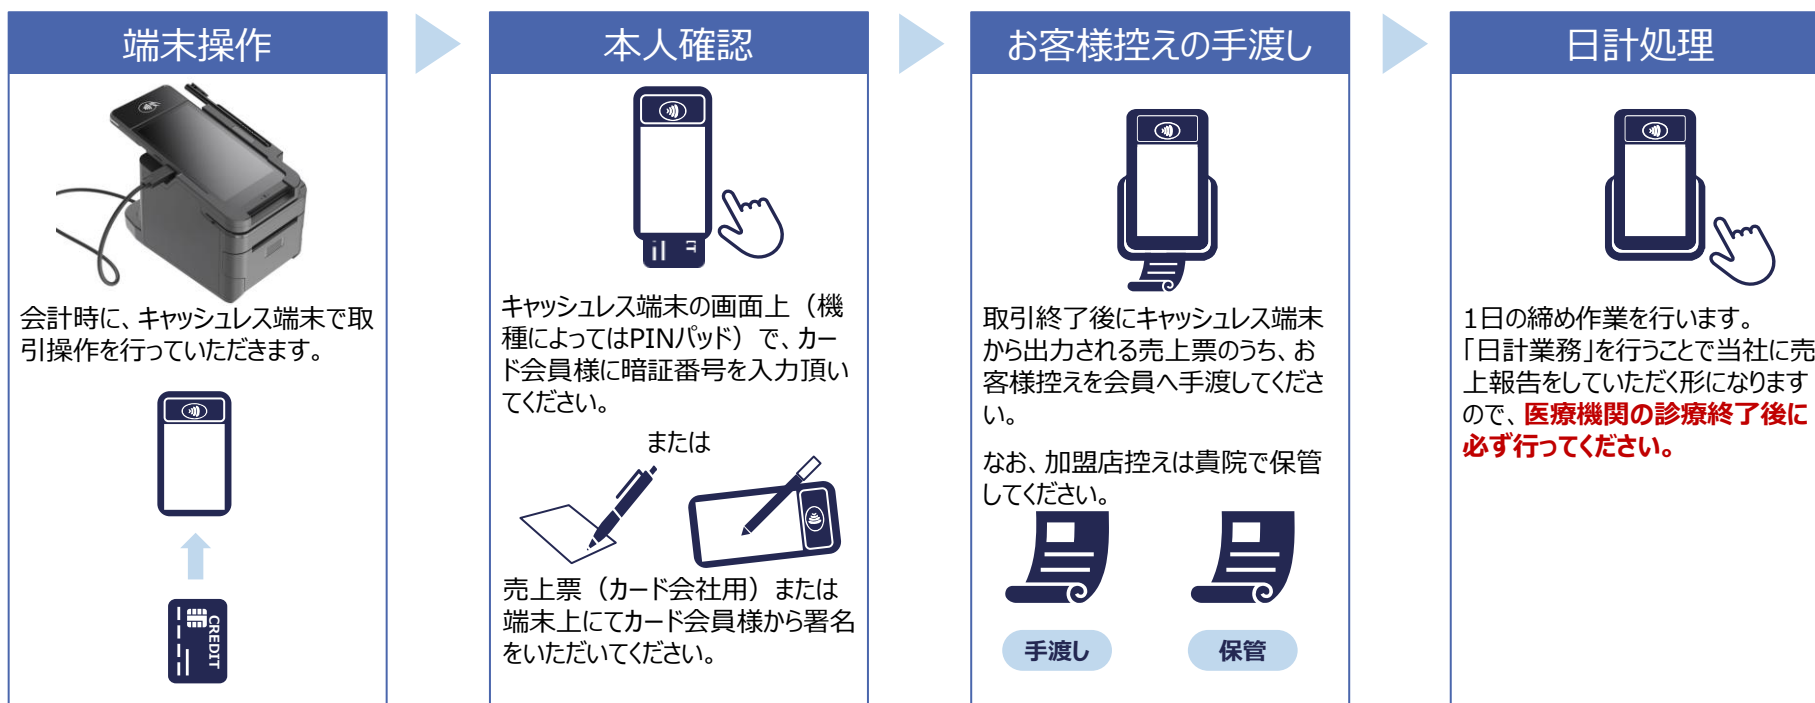 端末操作
会計時に、キャッシュレス端末で取
引操作を行っていただきます。
CREDIT
本人確認
キャッシュレス端末の画面上（機
種によってはPINパッド）で、カー
ド会員様に暗証番号を入力頂い
てください。
または
売上票（カード会社用）または
端末上にてカード会員様から署名
をいただいてください。
お客様控えの手渡し
取引終了後にキャッシュレス端末
から出力される売上票のうち、お
客様控えを会員へ手渡してくださ
い。
なお、加盟店控えは貴院で保管
してください。
手渡し
保管
日計処理
1日の締め作業を行います。
「日計業務」を行うことで当社に売
上報告をしていただく形になります
ので、医療機関の診療終了後に
必ず行ってください。